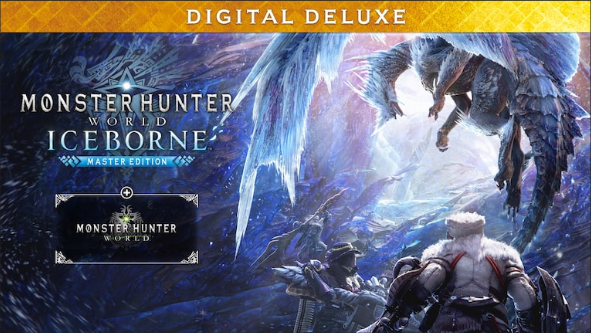 DIGITAL DELUXE
MONSTER HUNTER
WORLD
ICEBORNE
MASTER EDITION
+
MONSTER HUNTER
WORLD